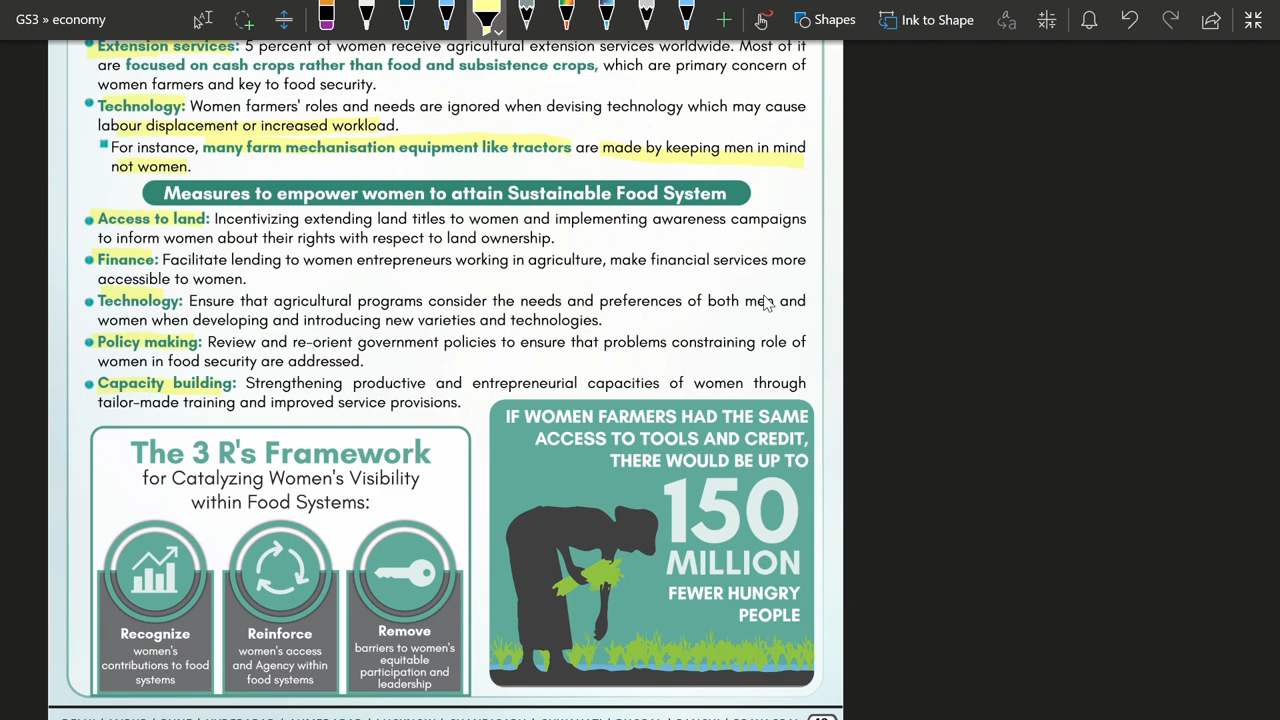 GS3 » economy
Shapes
Ink to Shape
Extension services: 5 percent of women receive agricultural extension services worldwide. Most of it
are focused on cash crops rather than food and subsistence crops, which are primary concern of
women farmers and key to food security.
Technology: Women farmers' roles and needs are ignored when devising technology which may cause
labour displacement or increased workload.
For instance, many farm mechanisation equipment like tractors are made by keeping men in mind
not women.
Measures to empower women to attain Sustainable Food System
Access to land: Incentivizing extending land titles to women and implementing awareness campaigns
to inform women about their rights with respect to land ownership.
Finance: Facilitate lending to women entrepreneurs working in agriculture, make financial services more
accessible to women.
Technology: Ensure that agricultural programs consider the needs and preferences of both men and
women when developing and introducing new varieties and technologies.
Policy making: Review and re-orient government policies to ensure that problems constraining role of
women in food security are addressed.
Capacity building: Strengthening productive and entrepreneurial capacities of women through
tailor-made training and improved service provisions.
The 3 R's Framework
for Catalyzing Women's Visibility
within Food Systems:
Recognize
women's
contributions to food
systems
Reinforce
women's access
and Agency within
food systems
Remove
barriers to women's
equitable
participation and
leadership
IF WOMEN FARMERS HAD THE SAME
ACCESS TO TOOLS AND CREDIT,
THERE WOULD BE UP TO
150
MILLION
FEWER HUNGRY
PEOPLE